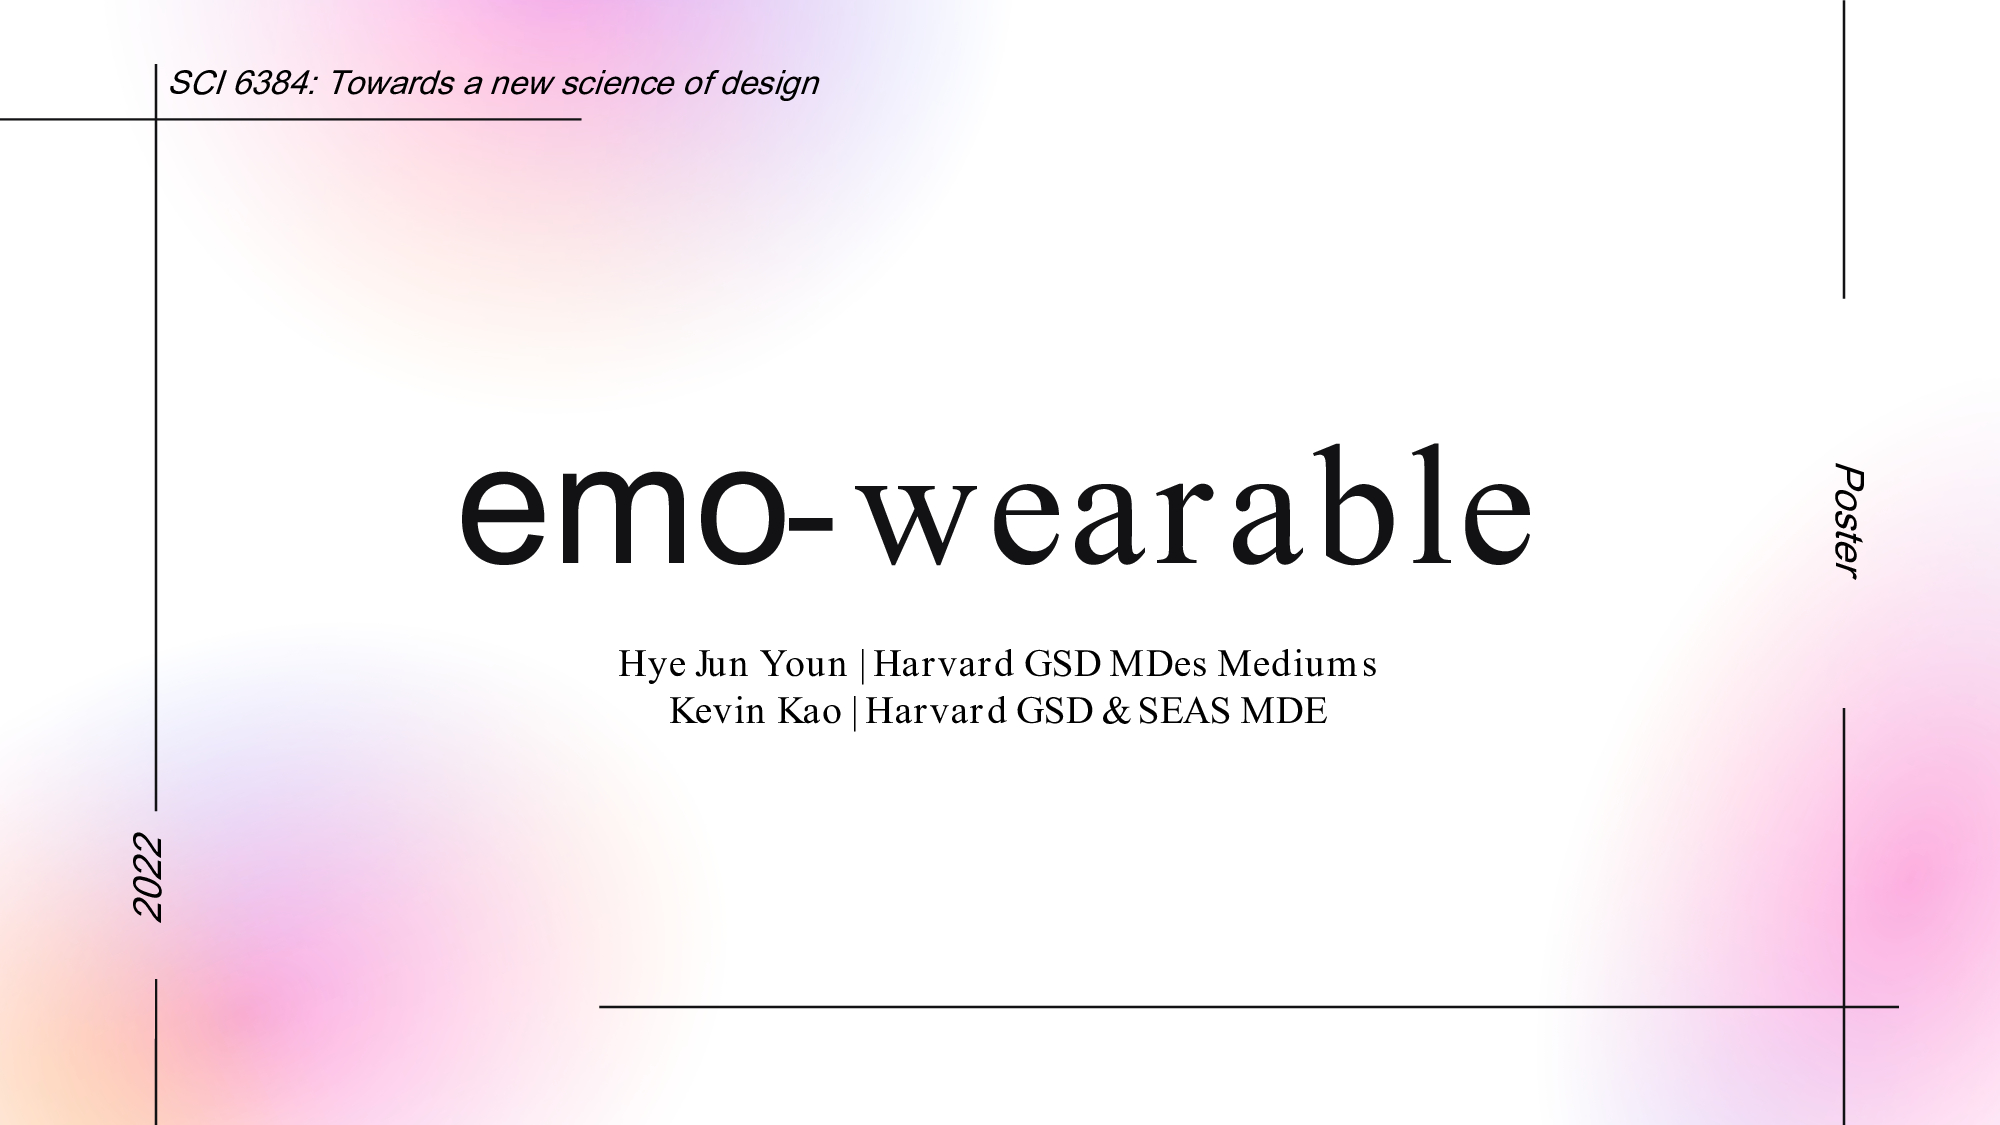 SCI 6384: Towards a new science of design
emo-wearable
Hye Jun Youn | Harvard GSD MDes Mediums
Kevin Kao | Harvard GSD & SEAS MDE
Poster
2022